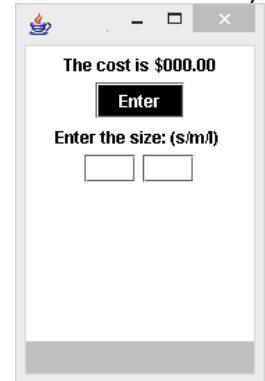 The cost is $000.00
Enter
Enter the size: (s/m/l)